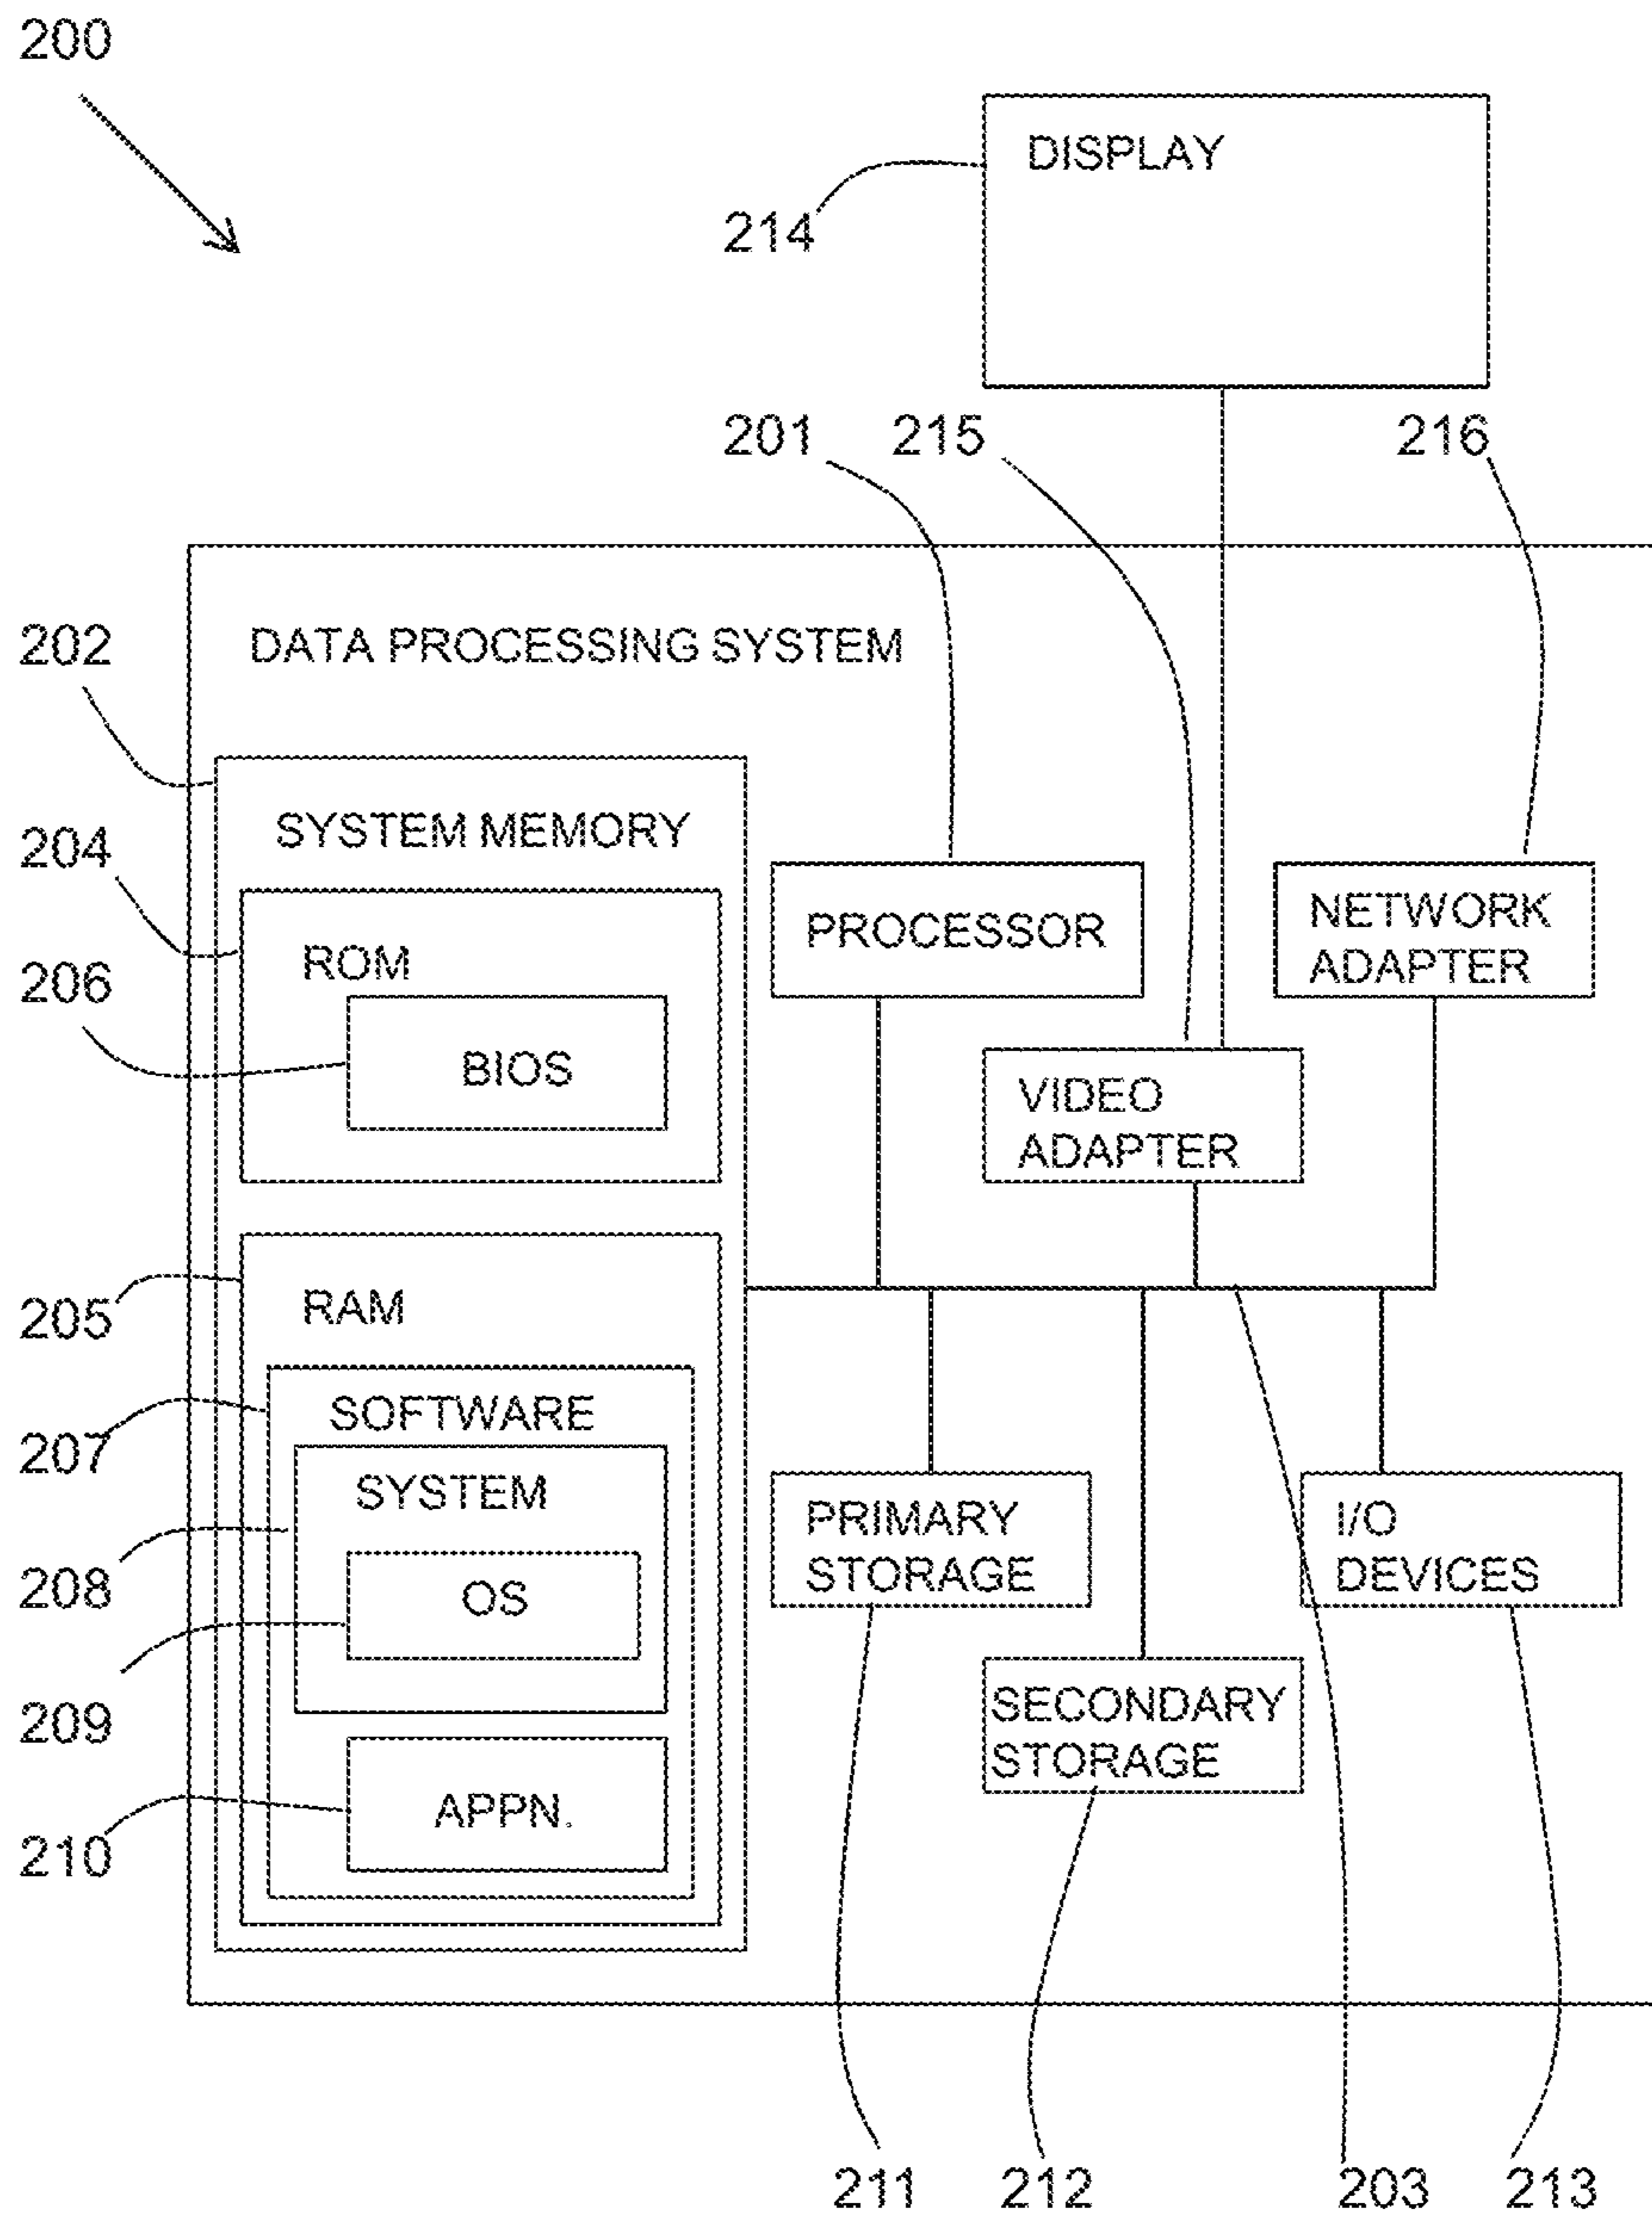 200
DISPLAY
214
201
215
216
DATA PROCESSING SYSTEM
202
SYSTEM MEMORY
204
PROCESSOR
NETWORK
ADAPTER
ROM
206
BIOS
VIDEO
ADAPTER
205
RAM
207
SOFTWARE
SYSTEM
208
OS
PRIMARY
STORAGE
I/O
DEVICES
209
SECONDARY
STORAGE
210
APPN.
211
212
203
213